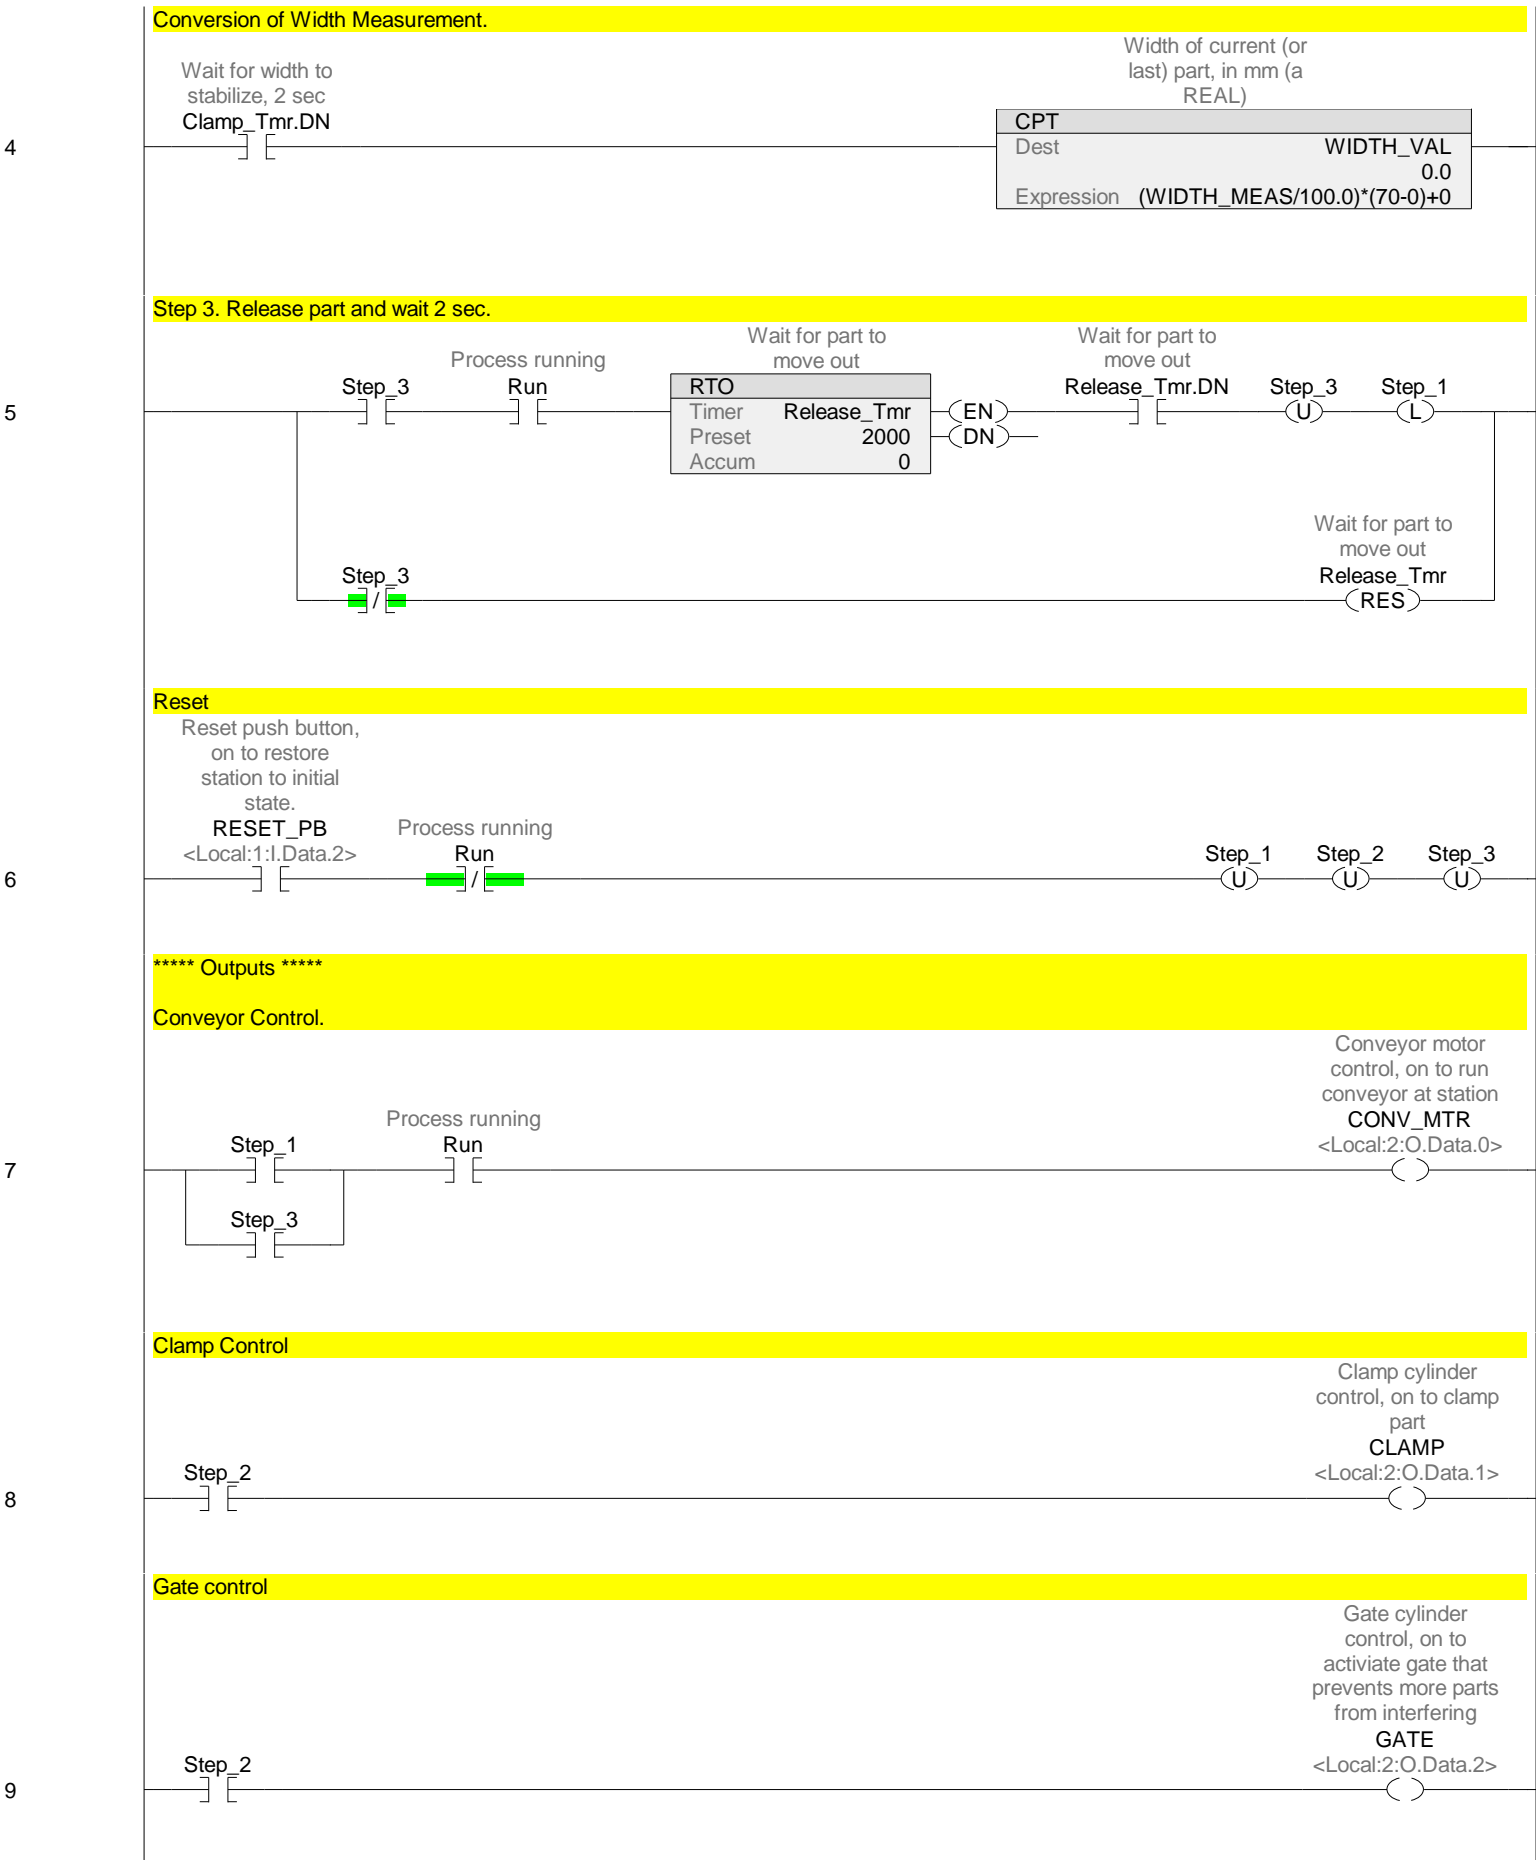 Conversion of Width Measurement.
Wait for width to
stabilize, 2 sec
Clamp_Tmr.DN
Width of current (or
last) part, in mm (a
REAL)
4
CPT
Dest WIDTH_VAL
0.0
Expression (WIDTH_MEAS/100.0)*(70-0)+0
Step 3. Release part and wait 2 sec.
Step_3
Process running
Run
Wait for part to
move out
RTO
Timer Release_Tmr
Preset 2000
Accum 0
EN
DN
Wait for part to
move out
Release_Tmr.DN
Step_3
U
Step_1
L
5
Step_3
/
Wait for part to
move out
Release_Tmr
RES
Reset
Reset push button,
on to restore
station to initial
state.
RESET_PB
<Local:1:I.Data.2>
Process running
Run
/
Step_1 Step_2 Step_3
U U U
6
***** Outputs *****
Conveyor Control.
Conveyor motor
control, on to run
conveyor at station
CONV_MTR
<Local:2:O.Data.0>
Process running
Step_1 Run
7
Step_3
Clamp Control
Clamp cylinder
control, on to clamp
part
CLAMP
<Local:2:O.Data.1>
Step_2
8
Gate control
Gate cylinder
control, on to
activiate gate that
prevents more parts
from interfering
GATE
<Local:2:O.Data.2>
Step_2
9